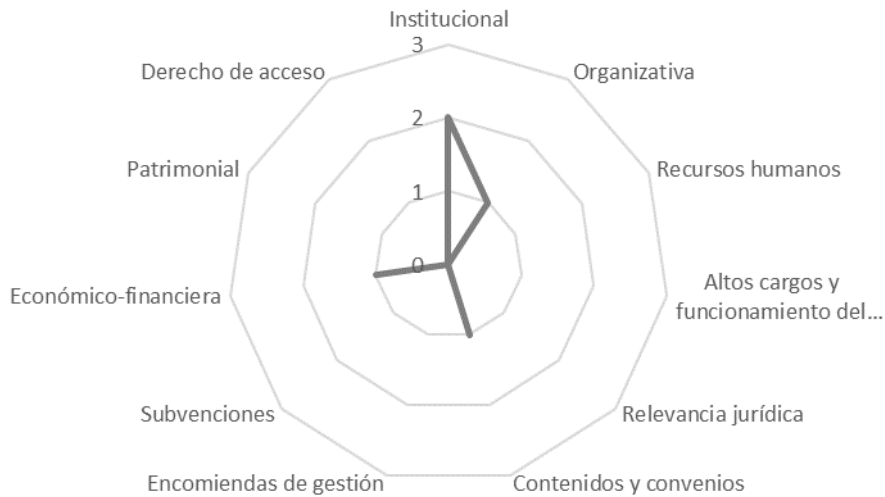 Institucional
3
Derecho de acceso
Organizativa
2
Patrimonial
Recursos humanos
1
0
Económico-financiera
Altos cargos y
funcionamiento del...
Subvenciones
Relevancia jurídica
Encomiendas de gestión
Contenidos y convenios